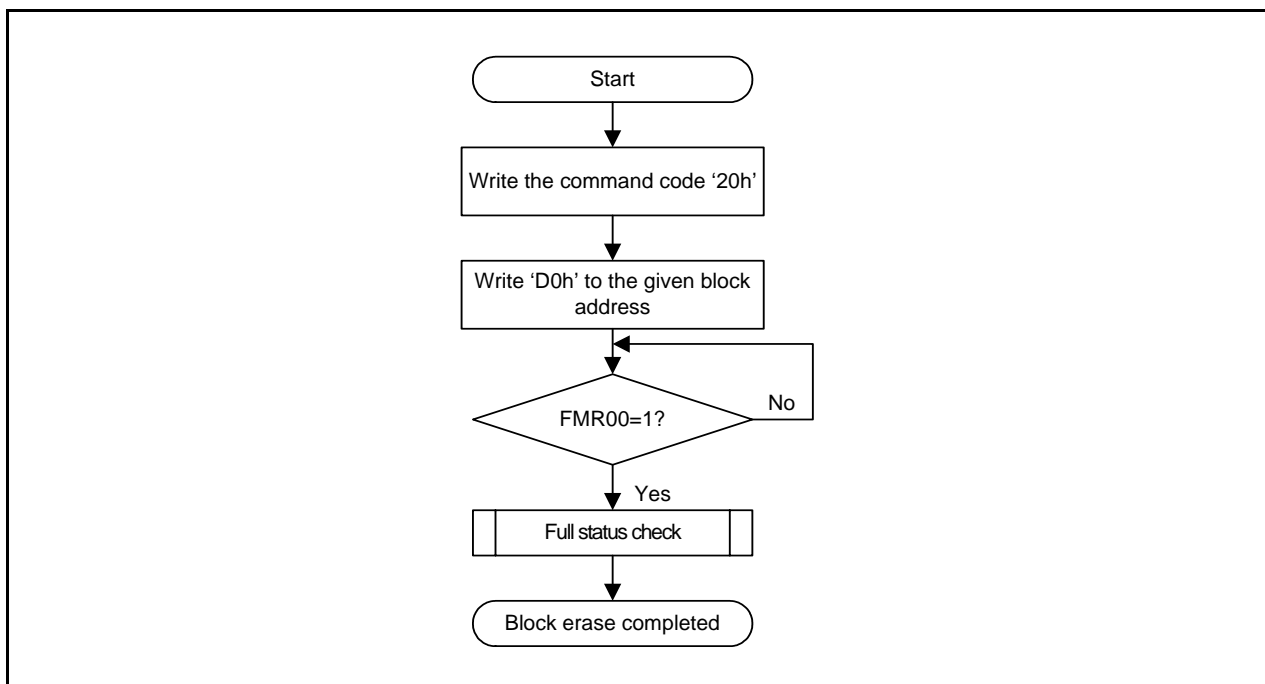 Start
Write the command code ‘20h’
Write ‘D0h’ to the given block
address
FMR00=1?
No
Yes
Full status check
Block erase completed